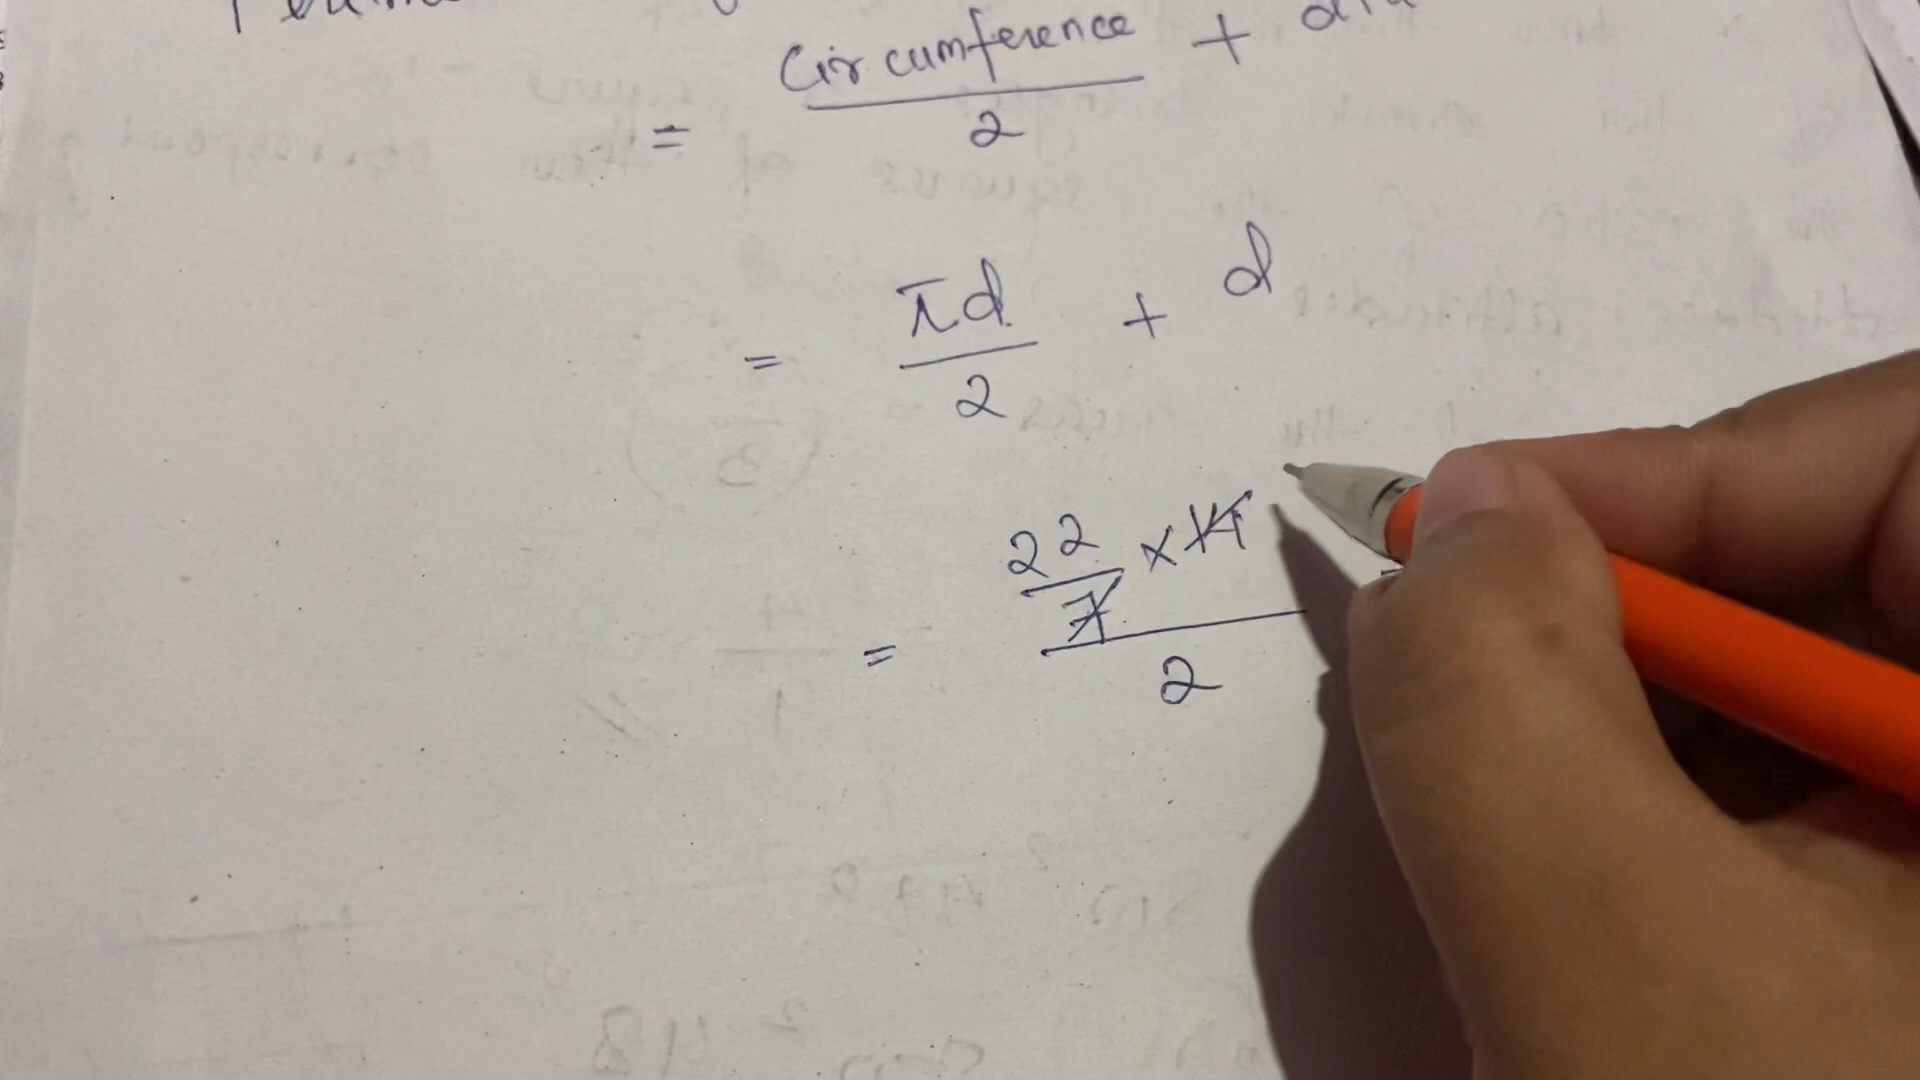 Circumference / 2 +
=
= πd / 2 + d
= 22/7 × 14 / 2